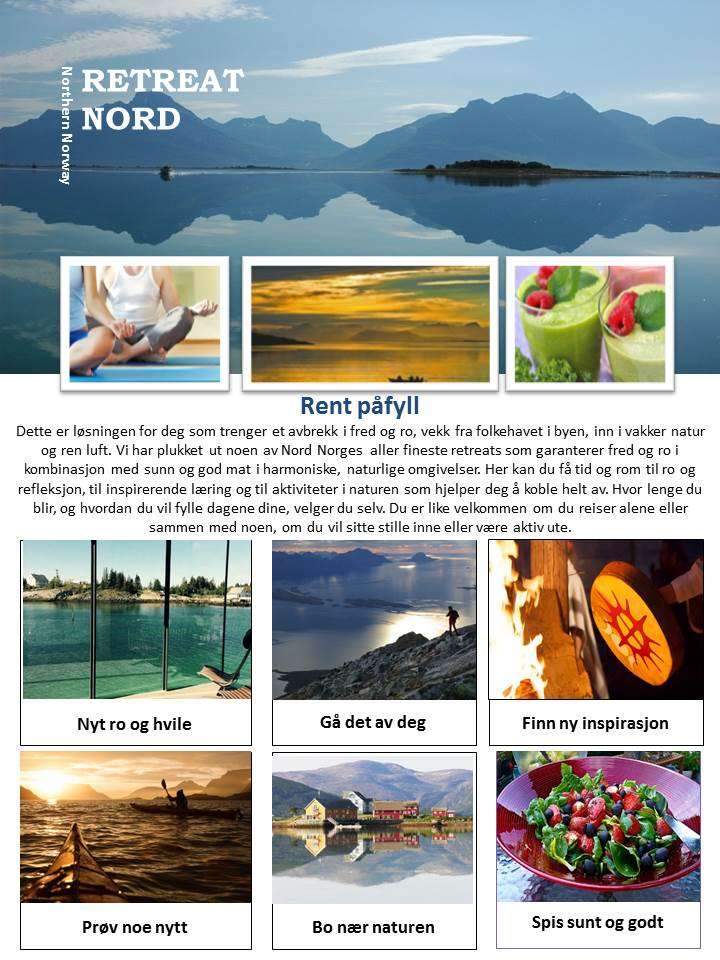 RETREAT
NORD
Northern Norway
Rent påfyll
Dette er løsningen for deg som trenger et avbrekk i fred og ro, vekk fra folkehavet i byen, inn i vakker natur
og ren luft. Vi har plukket ut noen av Nord Norges aller fineste retreats som garanterer fred og ro i
kombinasjon med sunn og god mat i harmoniske, naturlige omgivelser. Her kan du få tid og rom til ro og
refleksjon, til inspirerende læring og til aktiviteter i naturen som hjelper deg å koble helt av. Hvor lenge du
blir, og hvordan du vil fylle dagene dine, velger du selv. Du er like velkommen om du reiser alene eller
sammen med noen, om du vil sitte stille inne eller være aktiv ute.
Nyt ro og hvile
Gå det av deg
Finn ny inspirasjon
Prøv noe nytt
Bo nær naturen
Spis sunt og godt